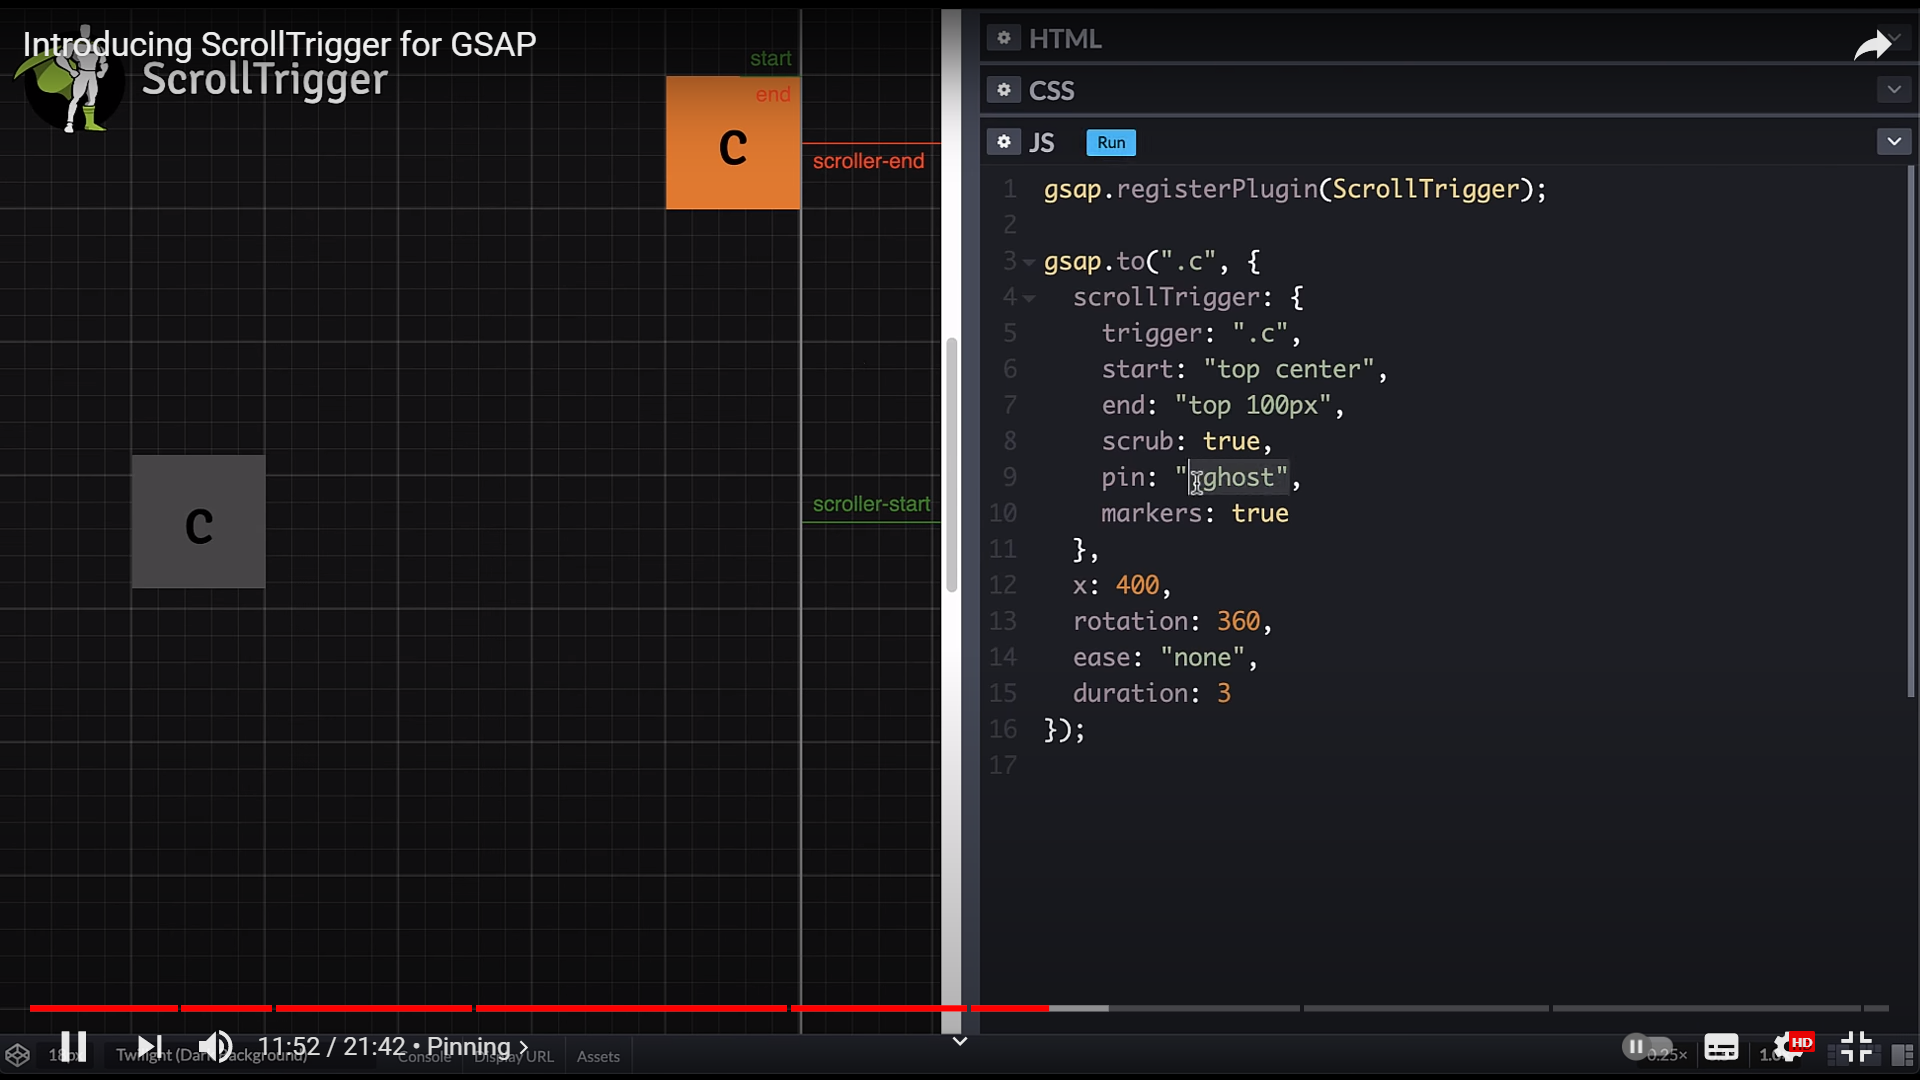 Introducing ScrollTrigger for GSAP
ScrollTrigger
start
end
C
scroller-end
scroller-start
C
HTML
CSS
JS
Run
1 gsap.registerPlugin(ScrollTrigger);
2
3 gsap.to(".c", {
4 scrollTrigger: {
5 trigger: ".c",
6 start: "top center",
7 end: "top 100px",
8 scrub: true,
9 pin: ".ghost",
10 markers: true
11 },
12 x: 400,
13 rotation: 360,
14 ease: "none",
15 duration: 3
16 });
17
11:52 / 21:42 • Pinning >
Console
Display URL
Assets
0.25×
HD